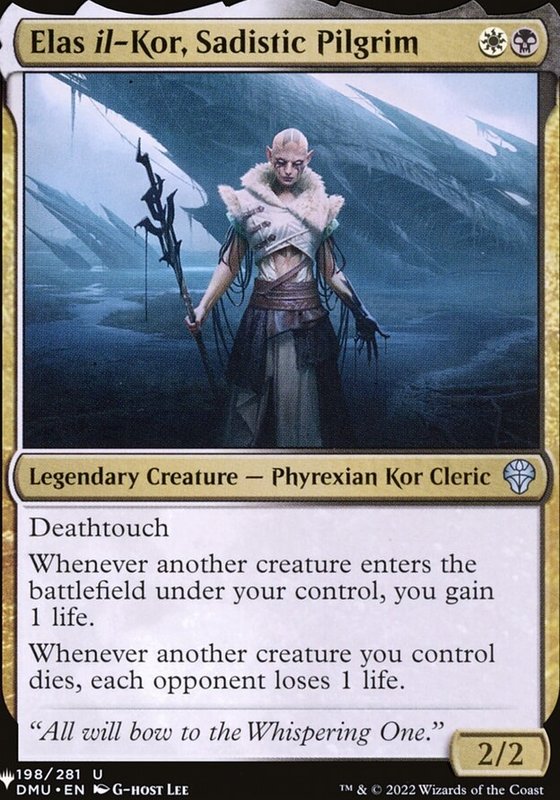 Elas il-Kor, Sadistic Pilgrim
Legendary Creature — Phyrexian Kor Cleric
Deathtouch
Whenever another creature enters the
battlefield under your control, you gain
1 life.
Whenever another creature you control
dies, each opponent loses 1 life.
“All will bow to the Whispering One.”
2/2
198/281 U
DMU • EN G-host Lee
™ & © 2022 Wizards of the Coast